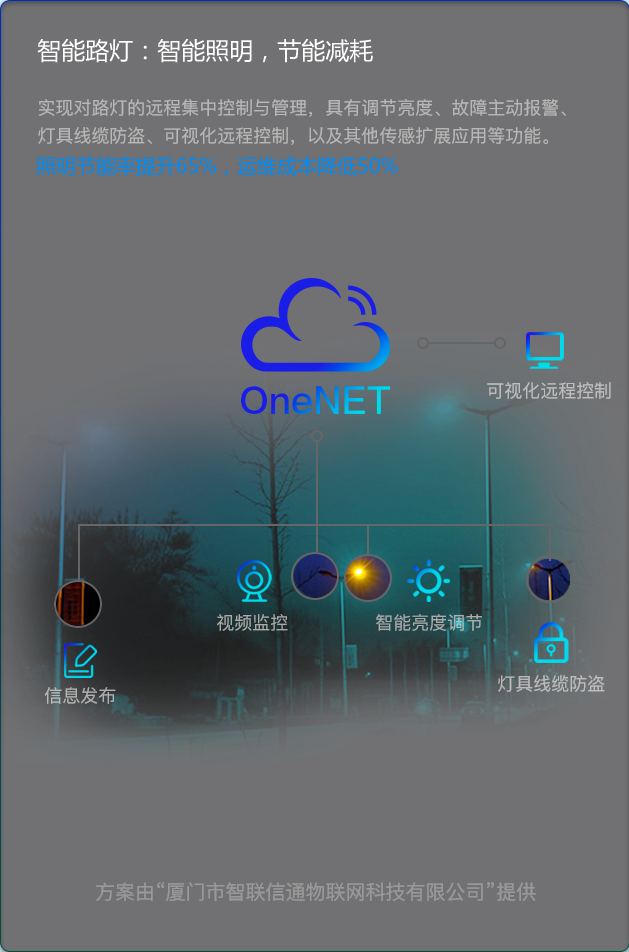 智能路灯：智能照明，节能减耗
实现对路灯的远程集中控制与管理，具有调节亮度、故障主动报警、
灯具线缆防盗、可视化远程控制，以及其他传感扩展应用等功能。
照明节能率提升65%，运维成本降低50%
OneNET
可视化远程控制
视频监控
智能亮度调节
灯具线缆防盗
信息发布
方案由“厦门市智联信通物联网科技有限公司”提供